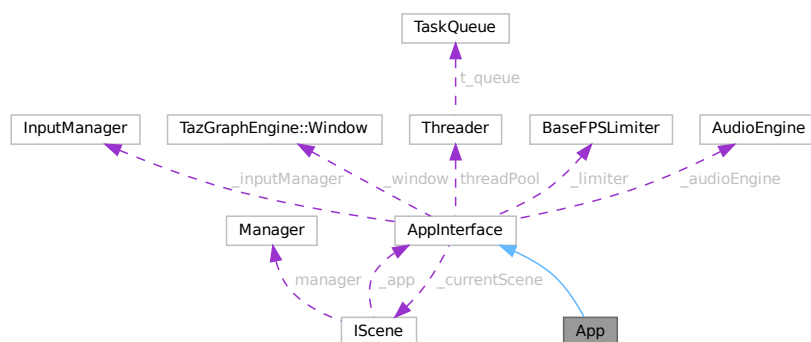 TaskQueue
t_queue
InputManager
TazGraphEngine::Window
Threader
BaseFPSLimiter
AudioEngine
_inputManager
_window
threadPool
_limiter
_audioEngine
Manager
AppInterface
manager
_app
_currentScene
IScene
App